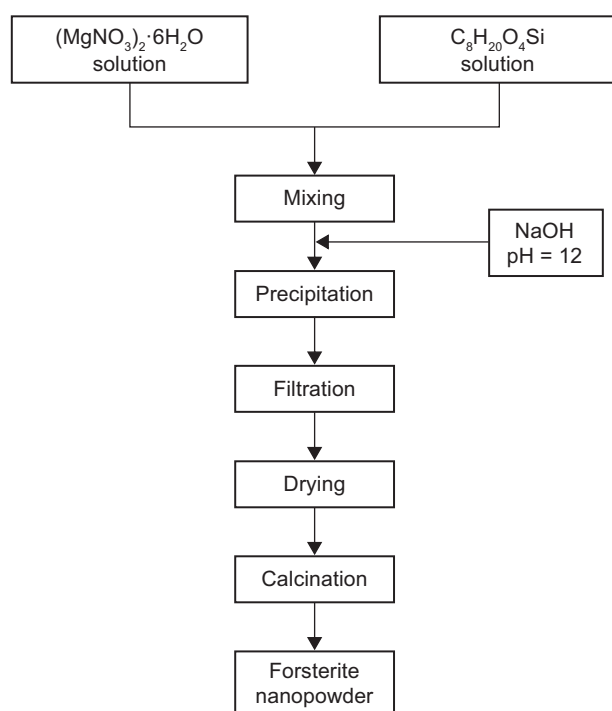 (MgNO₃)₂·6H₂O
solution
C₈H₂₀O₄Si
solution
Mixing
NaOH
pH = 12
Precipitation
Filtration
Drying
Calcination
Forsterite
nanopowder